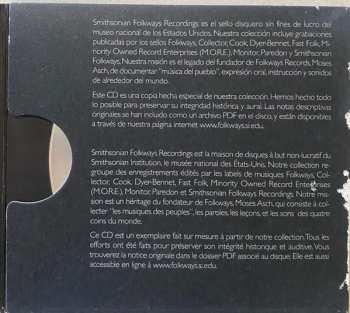 Smithsonian Folkways Recordings es el sello disquero sin fines de lucro del
museo nacional de los Estados Unidos. Nuestra colección incluye grabaciones
publicadas por los sellos Folkways, Collector, Cook, Dyer-Bennet, Fast Folk, Mi-
nority Owned Record Enterprises (M.O.R.E.), Monitor, Paredon y Smithsonian
Folkways. Nuestra misión es el legado del fundador de Folkways Records, Moses
Asch, de documentar "música del pueblo", expresión oral, instrucción y sonidos
de alrededor del mundo.
Este CD es una copia hecha especial de nuestra colección. Hemos hecho todo
lo posible para preservar su integridad histórica y aural. Las notas descriptivas
originales se han incluido como un archivo PDF en el disco, y están disponibles
a través de nuestra página internet www.folkways.si.edu.
Smithsonian Folkways Recordings est la maison de disques à but non-lucratif du
Smithsonian Institution, le musée national des États-Unis. Notre collection re-
groupe des enregistrements édités par les labels de musiques Folkways, Col-
lector, Cook, Dyer-Bennet, Fast Folk, Minority Owned Record Enterprises
(M.O.R.E.), Monitor, Paredon et Smithsonian Folkways Recordings. Notre mis-
sion est un héritage du fondateur de Folkways, Moses Asch, qui consiste à col-
lecter "les musiques des peuples", les paroles, les leçons, et les sons des quatre
coins du monde.
Ce CD est un exemplaire fait sur mesure à partir de notre collection. Tous les
efforts ont été faits pour préserver son intégrité historique et auditive. Vous
trouverez la notice originale dans le dossier PDF associé au disque. Elle est aussi
accessible en ligne à www.folkways.si.edu.